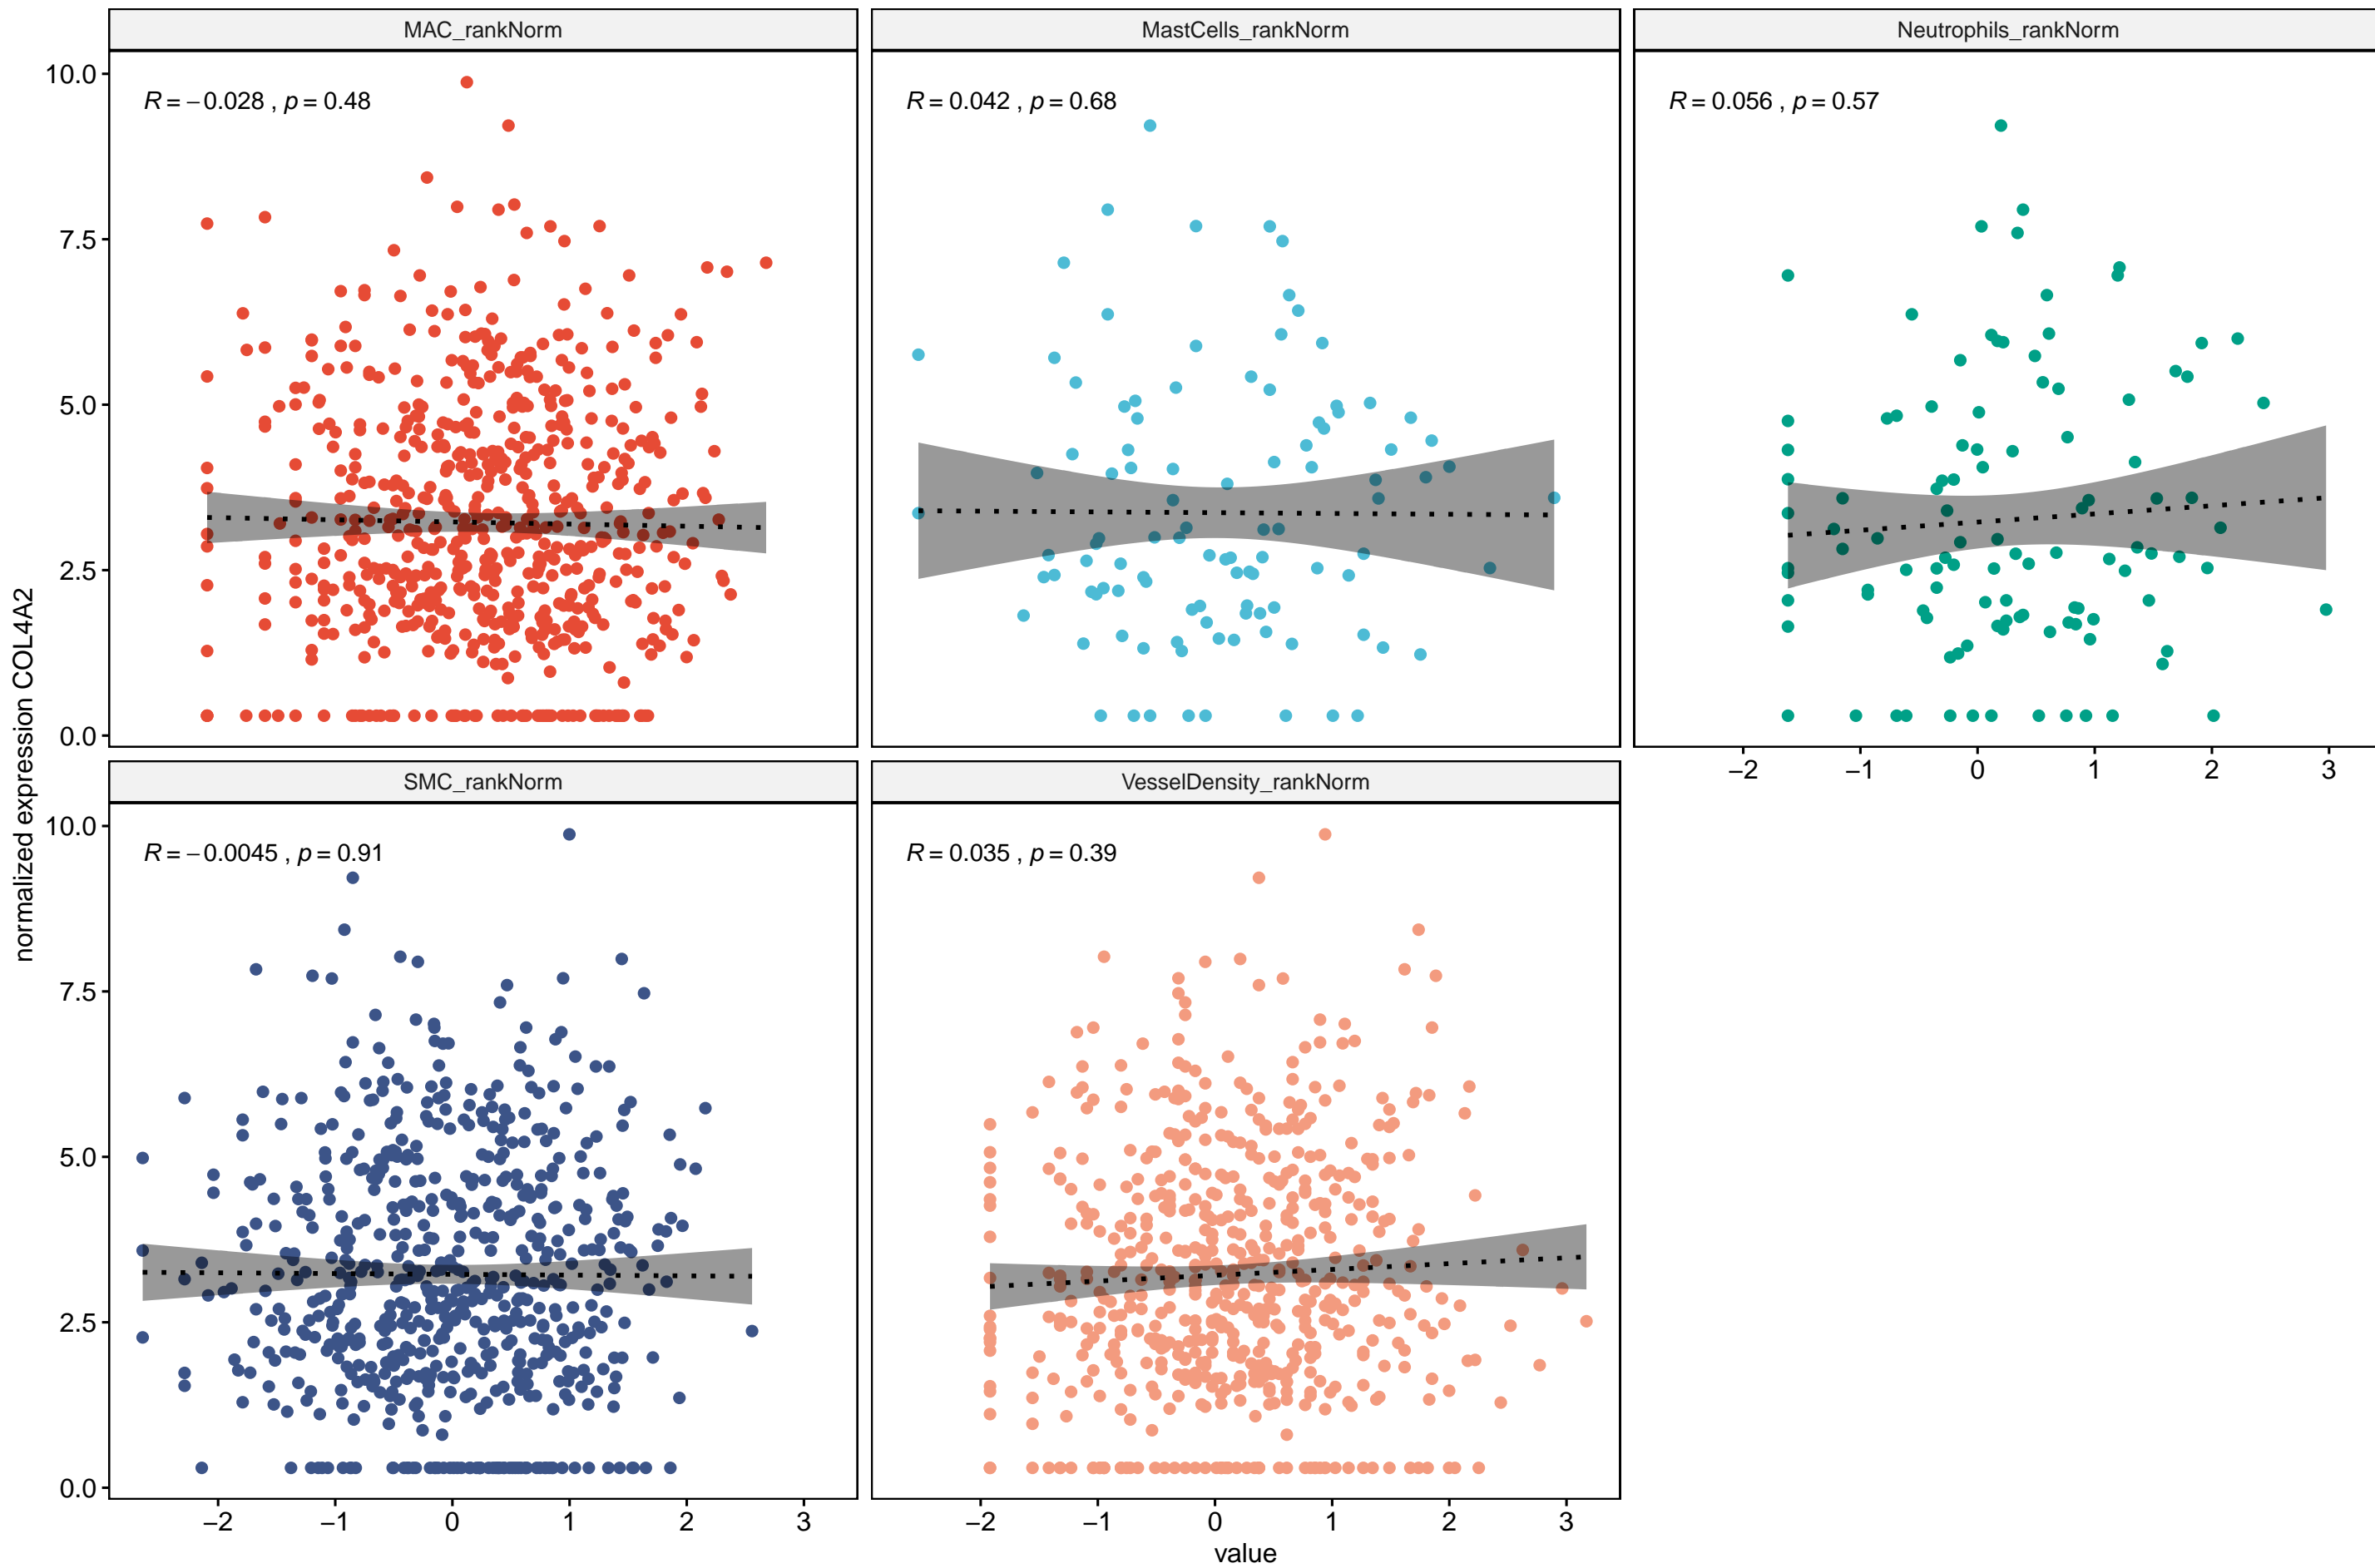 MAC_rankNorm
MastCells_rankNorm
Neutrophils_rankNorm
R = −0.028 , p = 0.48
R = 0.042 , p = 0.68
R = 0.056 , p = 0.57
10.0
7.5
5.0
2.5
0.0
−2 −1 0 1 2 3
normalized expression COL4A2
SMC_rankNorm
VesselDensity_rankNorm
R = −0.0045 , p = 0.91
R = 0.035 , p = 0.39
10.0
7.5
5.0
2.5
0.0
−2 −1 0 1 2 3
−2 −1 0 1 2 3
value